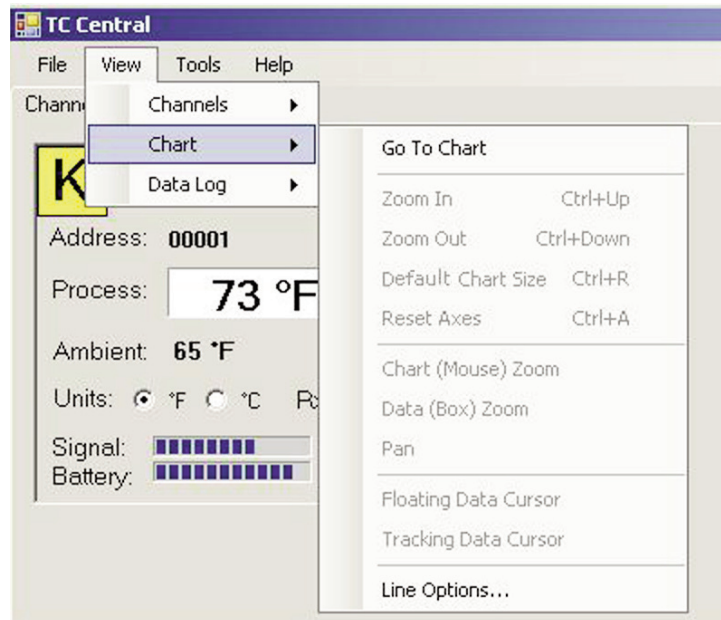 TC Central
File View Tools Help
Chann
Channels
Chart
Data Log
Go To Chart
Zoom In Ctrl+Up
Zoom Out Ctrl+Down
Default Chart Size Ctrl+R
Reset Axes Ctrl+A
Chart (Mouse) Zoom
Data (Box) Zoom
Pan
Floating Data Cursor
Tracking Data Cursor
Line Options...
K
Address: 00001
Process: 73 °F
Ambient: 65 °F
Units: °F °C
Signal:
Battery: